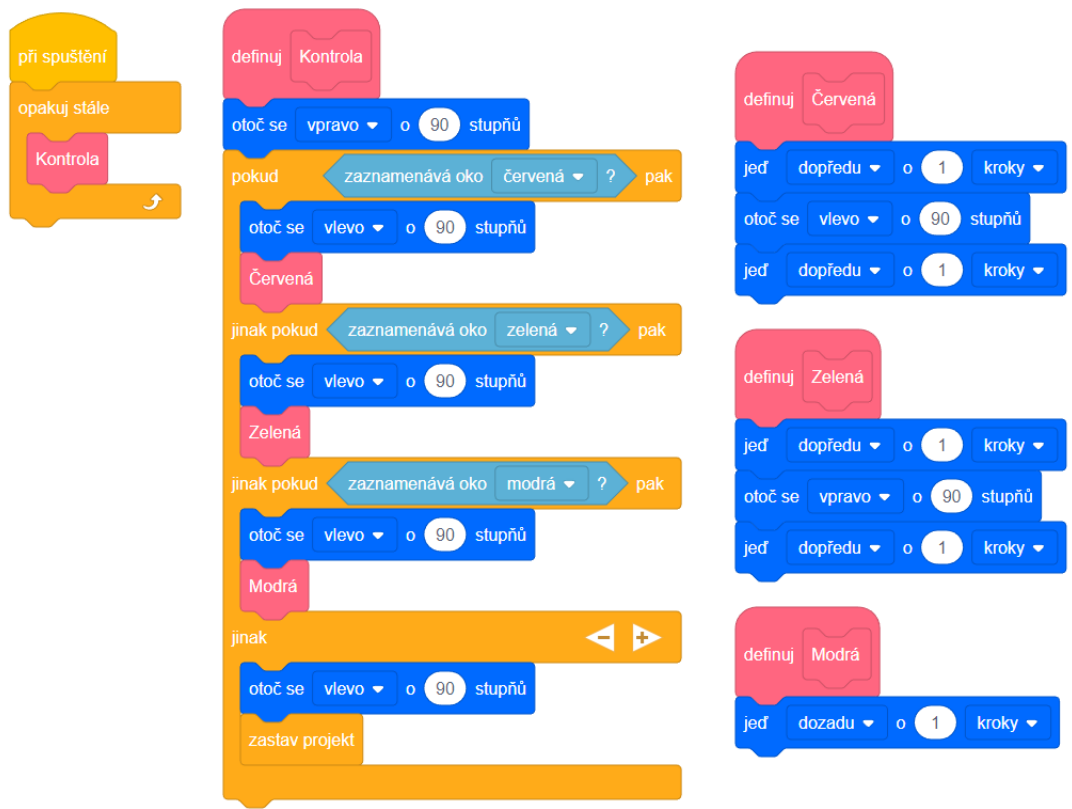 při spuštění
opakuj stále
Kontrola
definuj Kontrola
otoč se vpravo o 90 stupňů
pokud zaznamenává oko červená ? pak
otoč se vlevo o 90 stupňů
Červená
jinak pokud zaznamenává oko zelená ? pak
otoč se vlevo o 90 stupňů
Zelená
jinak pokud zaznamenává oko modrá ? pak
otoč se vlevo o 90 stupňů
Modrá
jinak
otoč se vlevo o 90 stupňů
zastav projekt
definuj Červená
jeď dopředu o 1 kroky
otoč se vlevo o 90 stupňů
jeď dopředu o 1 kroky
definuj Zelená
jeď dopředu o 1 kroky
otoč se vpravo o 90 stupňů
jeď dopředu o 1 kroky
definuj Modrá
jeď dozadu o 1 kroky